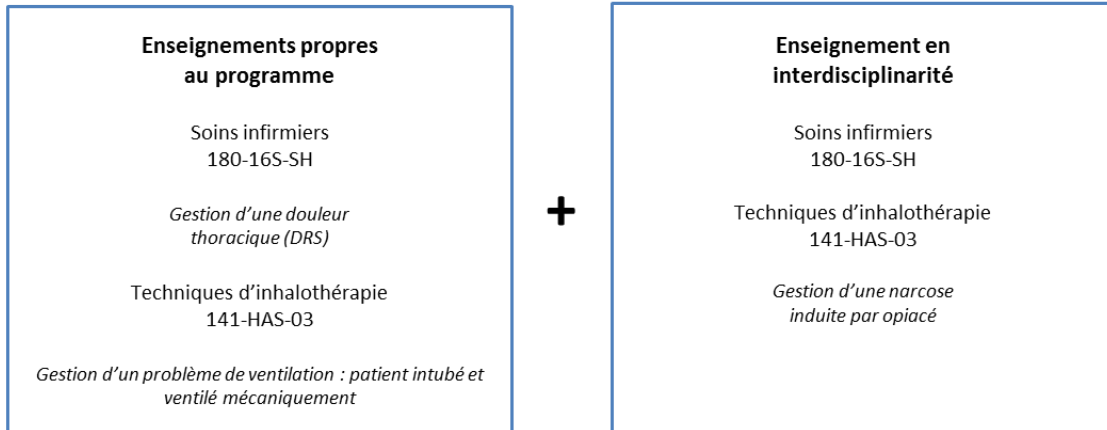 Enseignements propres
au programme
Soins infirmiers
180-16S-SH
Gestion d'une douleur
thoracique (DRS)
Techniques d'inhalothérapie
141-HAS-03
Gestion d'un problème de ventilation : patient intubé et
ventilé mécaniquement
+
Enseignement en
interdisciplinarité
Soins infirmiers
180-16S-SH
Techniques d'inhalothérapie
141-HAS-03
Gestion d'une narcose
induite par opiacé